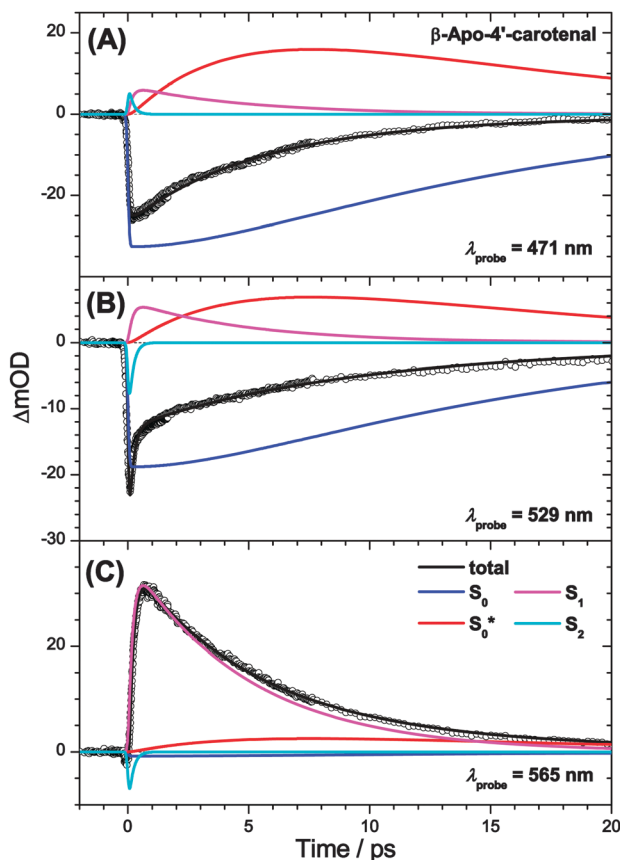 (A)
β-Apo-4'-carotenal
20
0
-20
λprobe = 471 nm
(B)
0
-10
-20
-30
λprobe = 529 nm
ΔmOD
(C)
total
S0 S1
S0* S2
20
0
λprobe = 565 nm
0 5 10 15 20
Time / ps